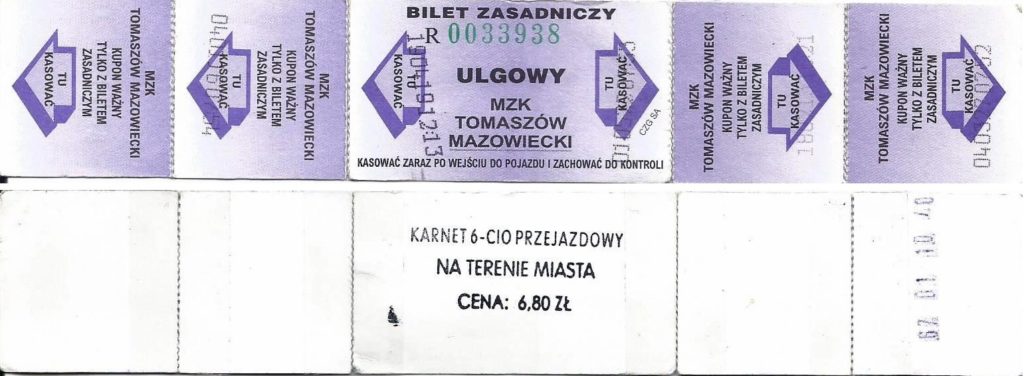 TOMASZÓW MAZOWIECKI
MZK
KUPON WAŻNY
TYLKO Z BILETEM
ZASADNICZYM
TU
KASOWAĆ
TOMASZÓW MAZOWIECKI
MZK
KUPON WAŻNY
TYLKO Z BILETEM
ZASADNICZYM
TU
KASOWAĆ
BILET ZASADNICZY
R 0033938
TU
KASOWAĆ
ULGOWY
MZK
TOMASZÓW
MAZOWIECKI
TU
KASOWAĆ
CZG SA
KASOWAĆ ZARAZ PO WEJŚCIU DO POJAZDU I ZACHOWAĆ DO KONTROLI
TOMASZÓW MAZOWIECKI
MZK
KUPON WAŻNY
TYLKO Z BILETEM
ZASADNICZYM
TU
KASOWAĆ
TOMASZÓW MAZOWIECKI
MZK
KUPON WAŻNY
TYLKO Z BILETEM
ZASADNICZYM
TU
KASOWAĆ
KARNET 6-CIO PRZEJAZDOWY
NA TERENIE MIASTA
CENA: 6,80 ZŁ